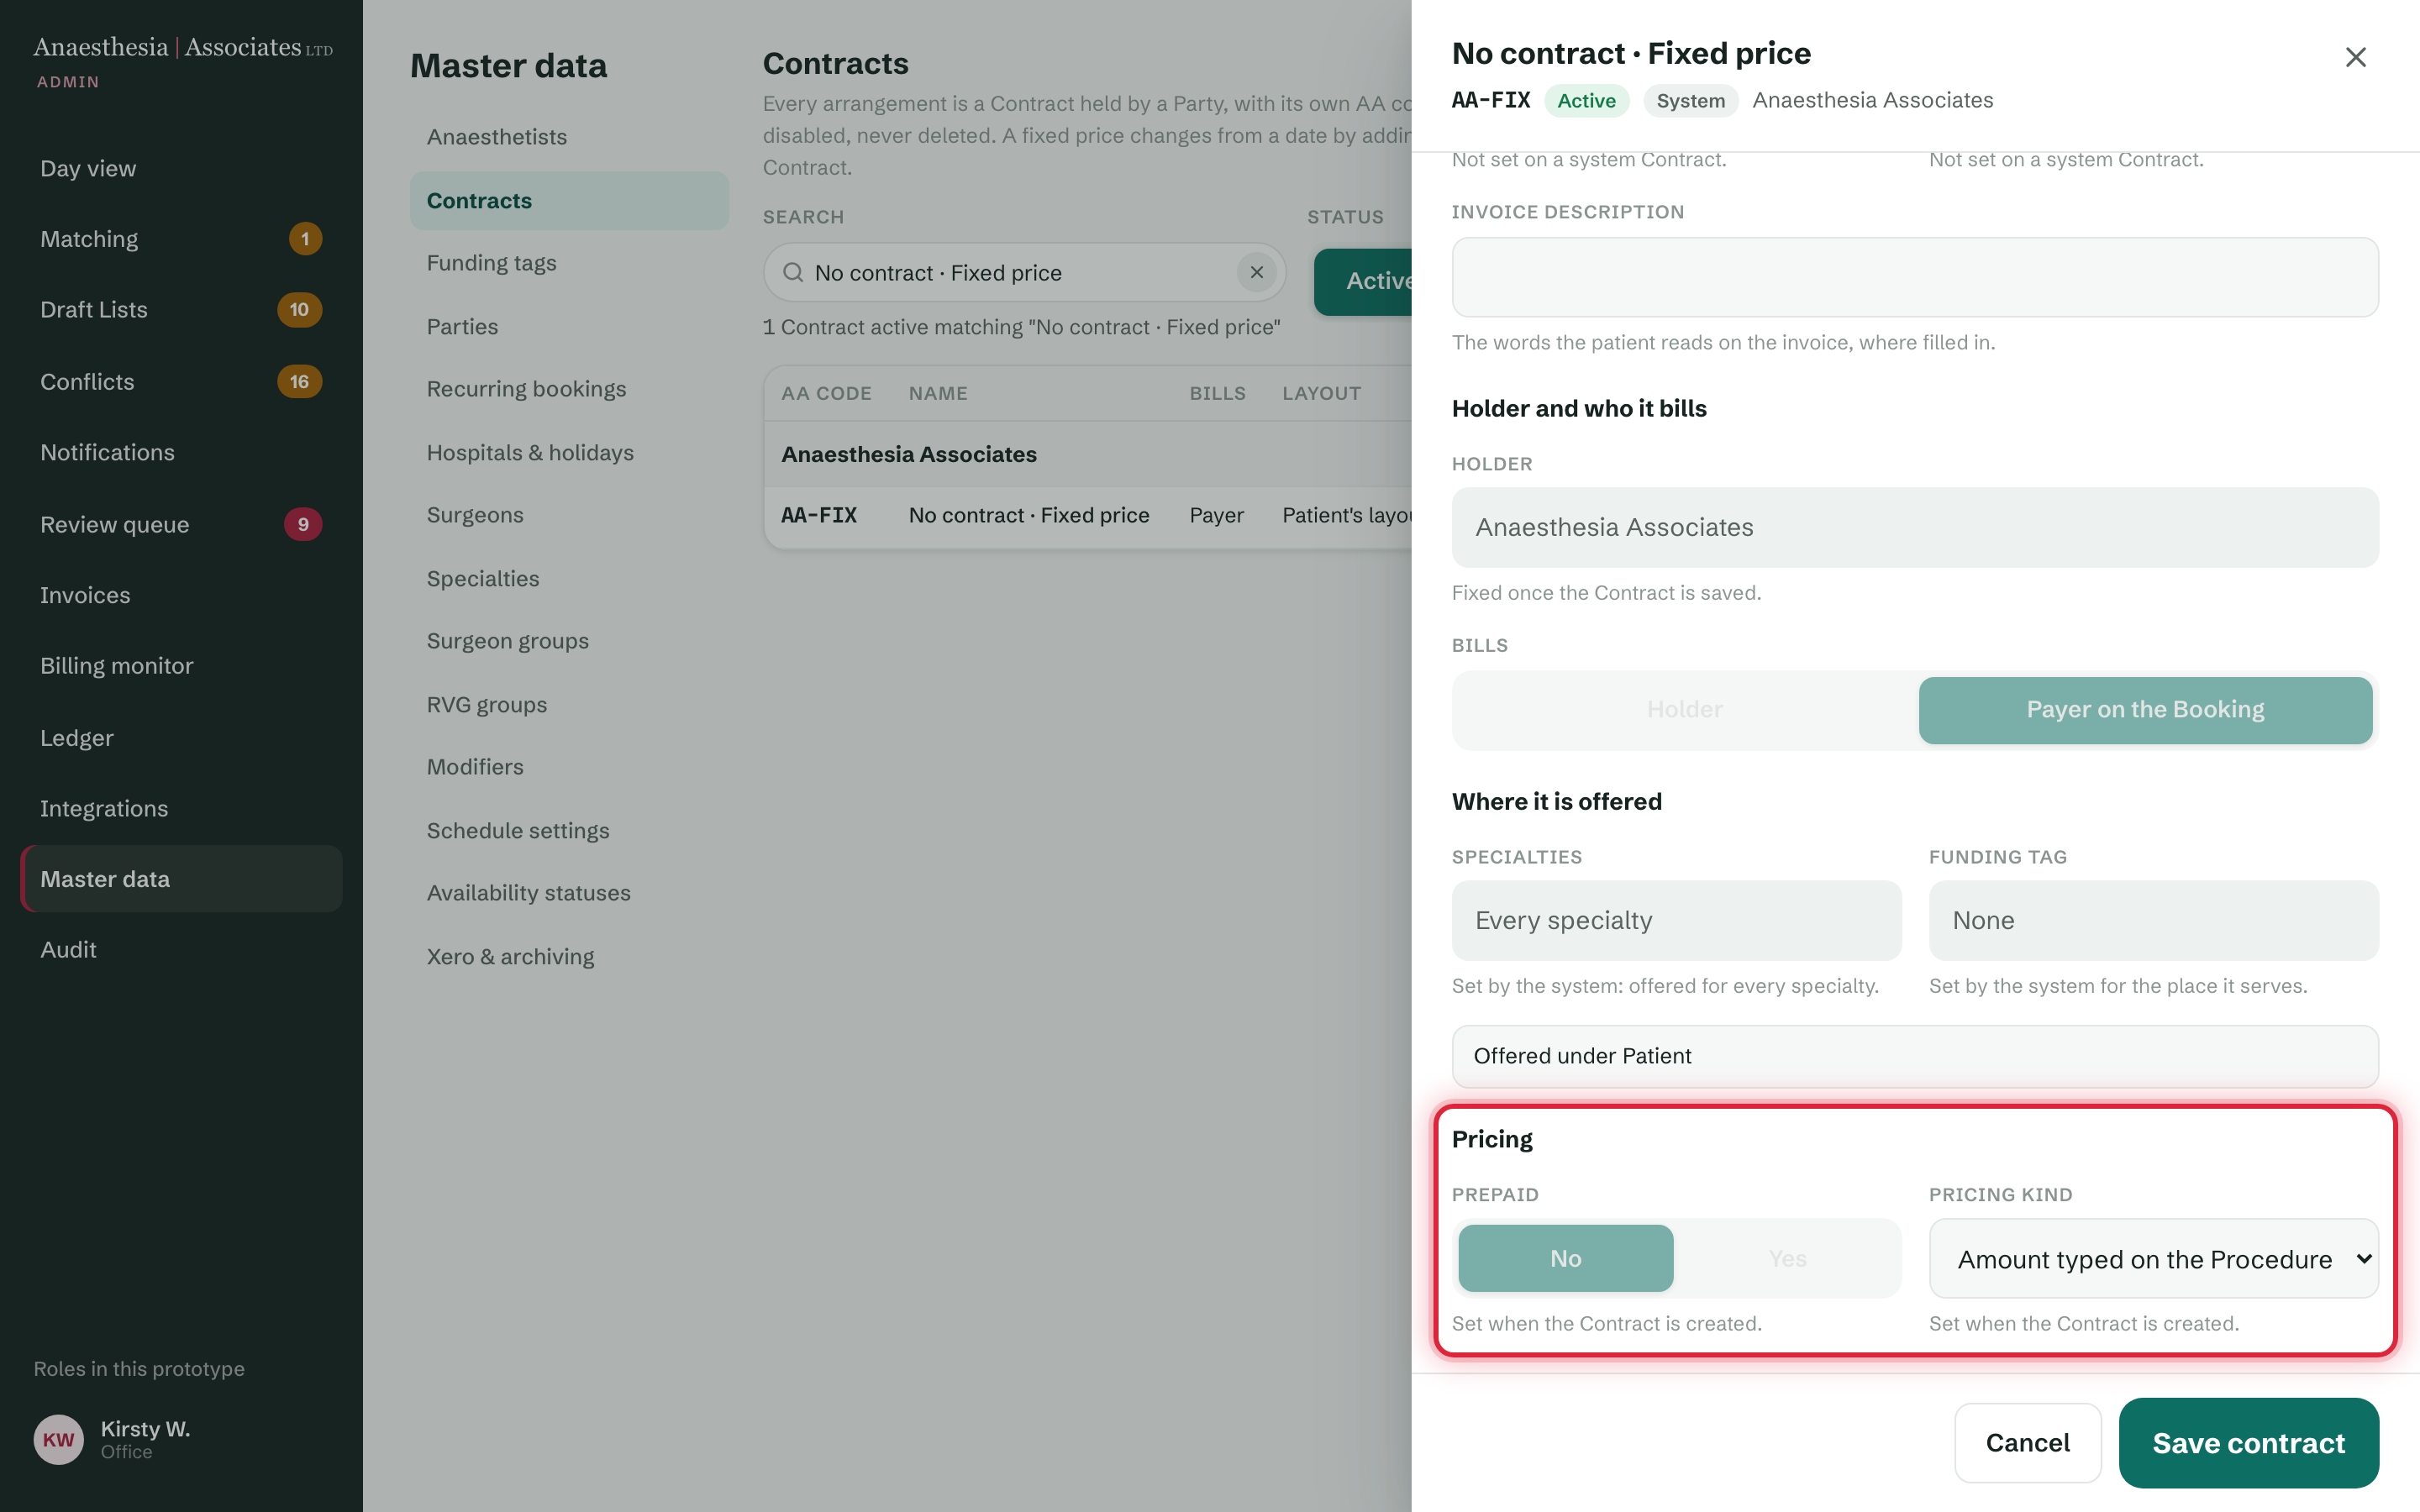 Anaesthesia | Associates LTD
ADMIN
Day view
Matching 1
Draft Lists 10
Conflicts 16
Notifications
Review queue 9
Invoices
Billing monitor
Ledger
Integrations
Master data
Audit
Roles in this prototype
KW
Kirsty W.
Office
Master data
Anaesthetists
Contracts
Funding tags
Parties
Recurring bookings
Hospitals & holidays
Surgeons
Specialties
Surgeon groups
RVG groups
Modifiers
Schedule settings
Availability statuses
Xero & archiving
Contracts
Every arrangement is a Contract held by a Party, with its own AA
disabled, never deleted. A fixed price changes from a date by
Contract.
SEARCH STATUS
No contract · Fixed price
Active
1 Contract active matching "No contract · Fixed price"
AA CODE NAME BILLS LAYOUT
Anaesthesia Associates
AA-FIX No contract · Fixed price Payer Patient's
No contract · Fixed price
AA-FIX Active System Anaesthesia Associates
Not set on a system Contract. Not set on a system Contract.
INVOICE DESCRIPTION
The words the patient reads on the invoice, where filled in.
Holder and who it bills
HOLDER
Anaesthesia Associates
Fixed once the Contract is saved.
BILLS
Holder Payer on the Booking
Where it is offered
SPECIALTIES FUNDING TAG
Every specialty None
Set by the system: offered for every specialty. Set by the system for the place it serves.
Offered under Patient
Pricing
PREPAID PRICING KIND
No Yes Amount typed on the Procedure
Set when the Contract is created. Set when the Contract is created.
Cancel Save contract